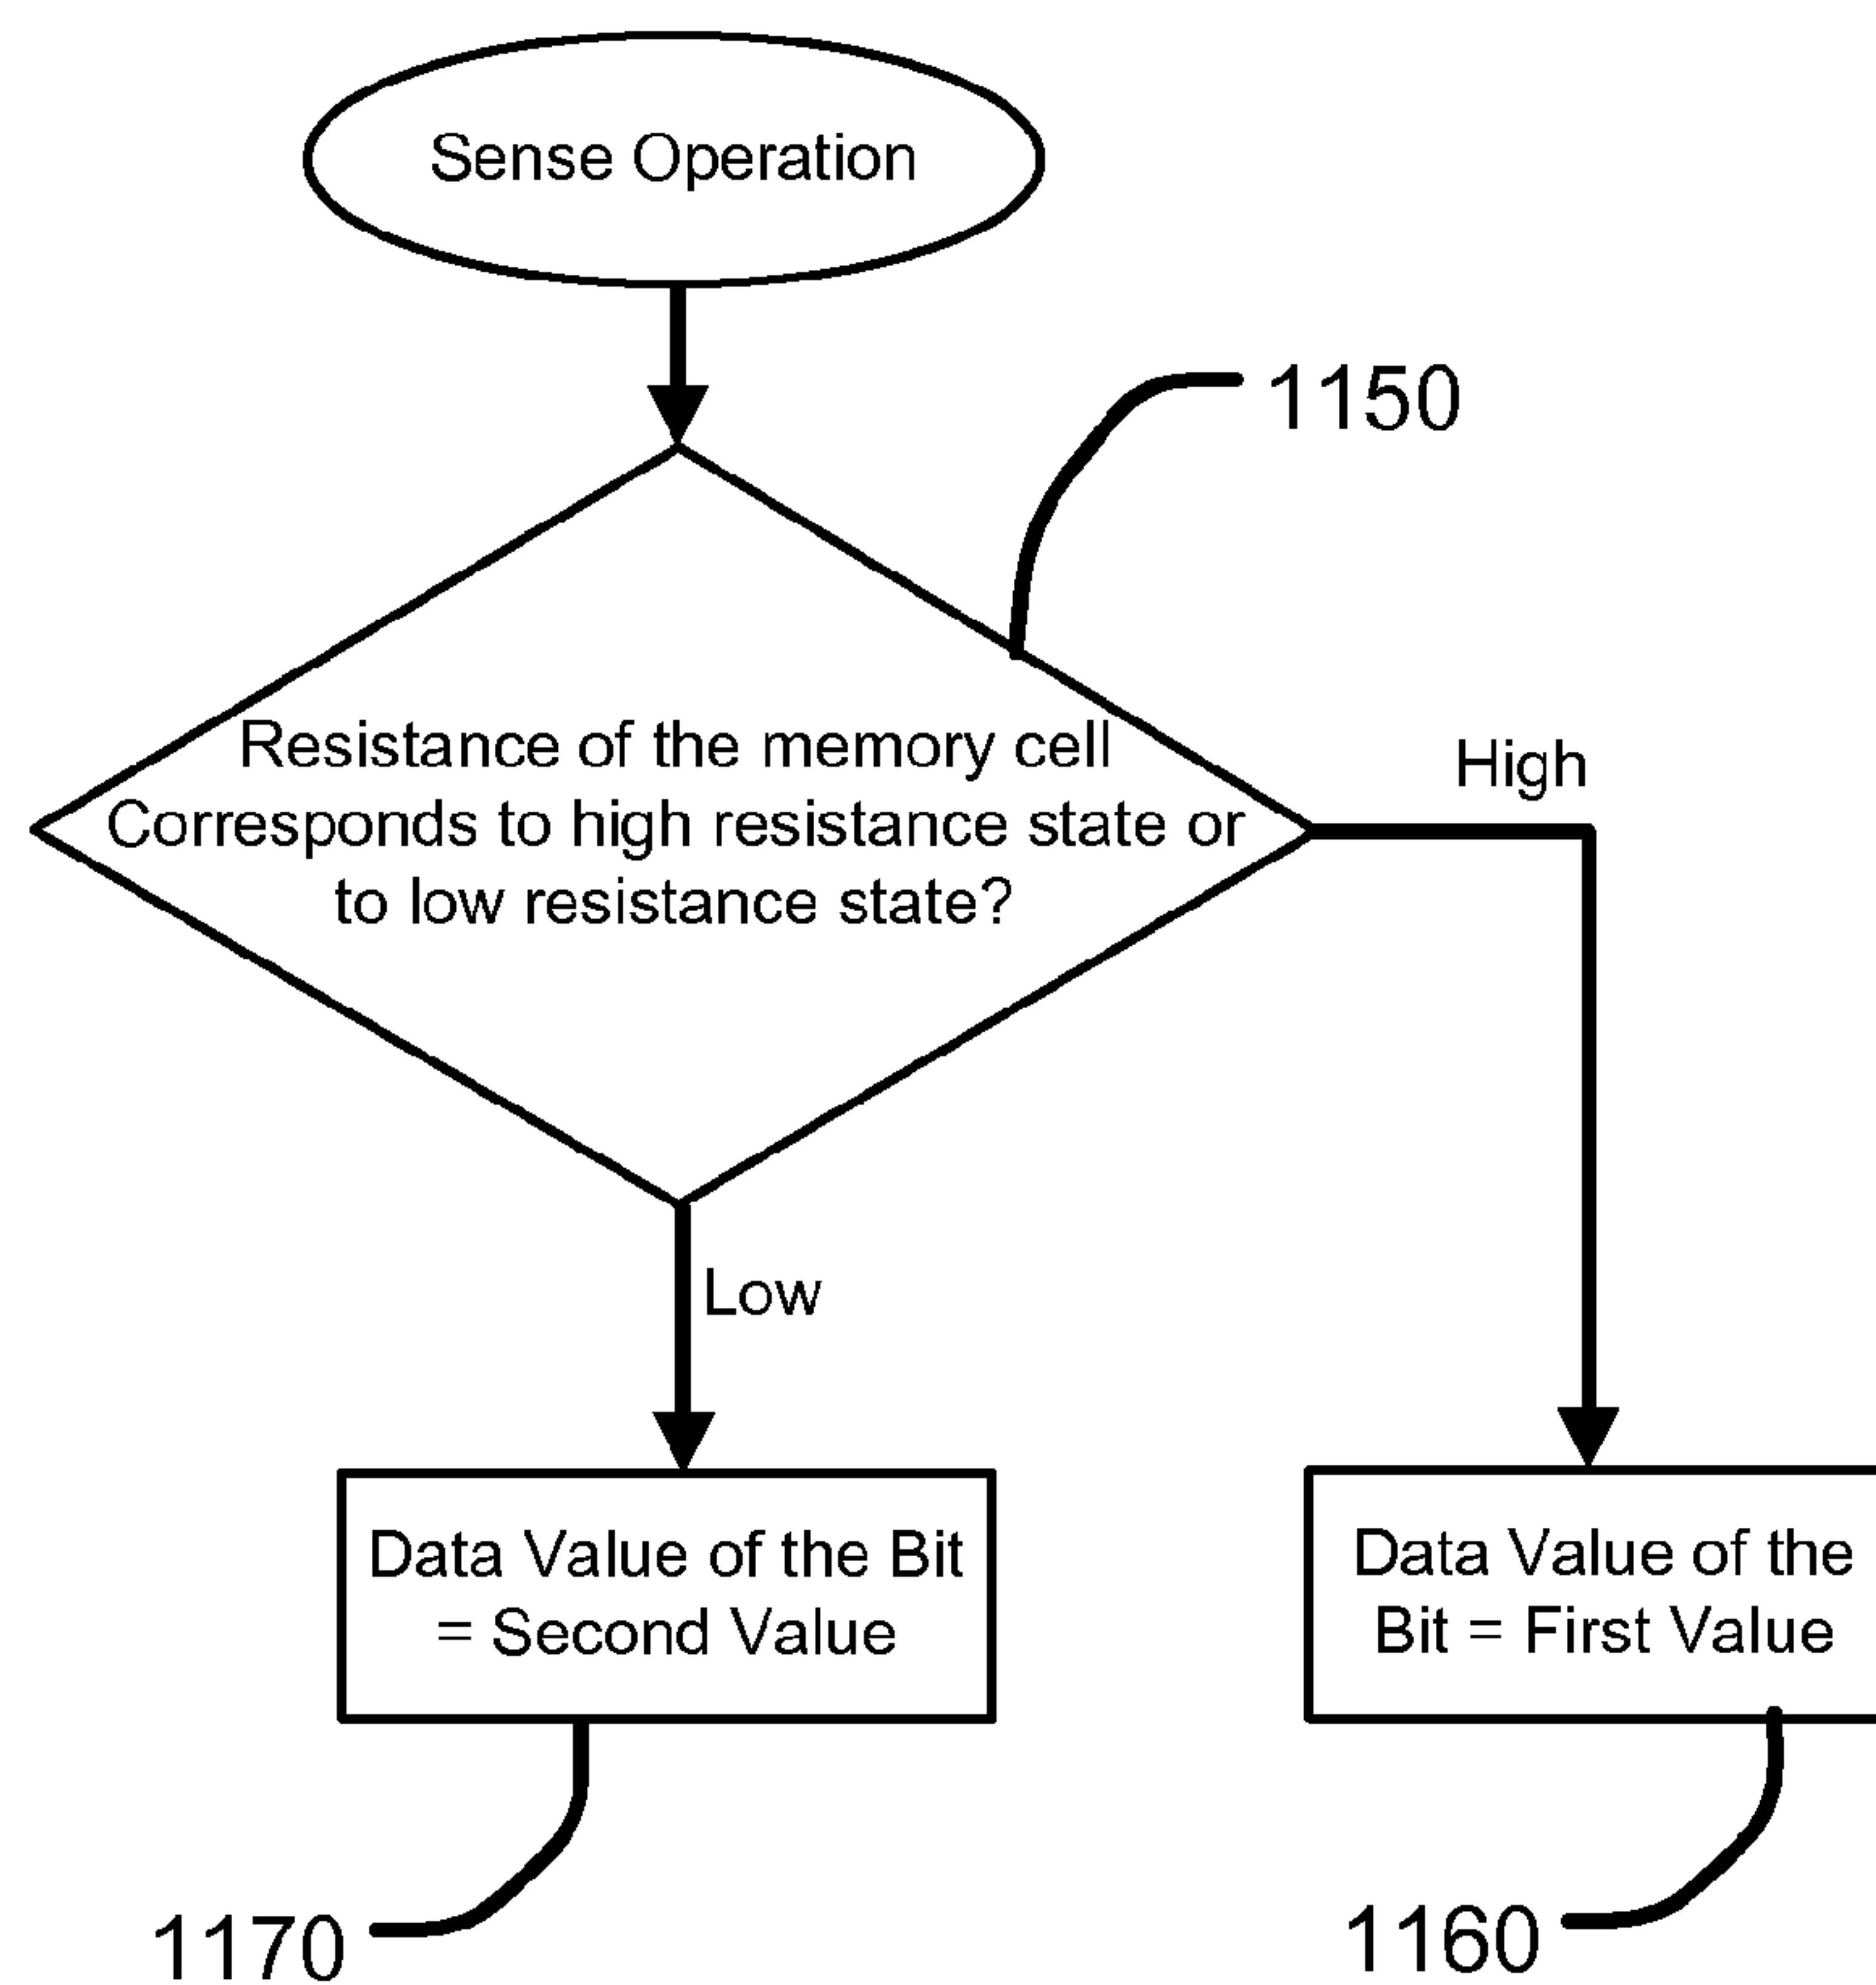 Sense Operation
1150
Resistance of the memory cell
Corresponds to high resistance state or
to low resistance state?
High
Low
Data Value of the Bit
= Second Value
Data Value of the
Bit = First Value
1170
1160